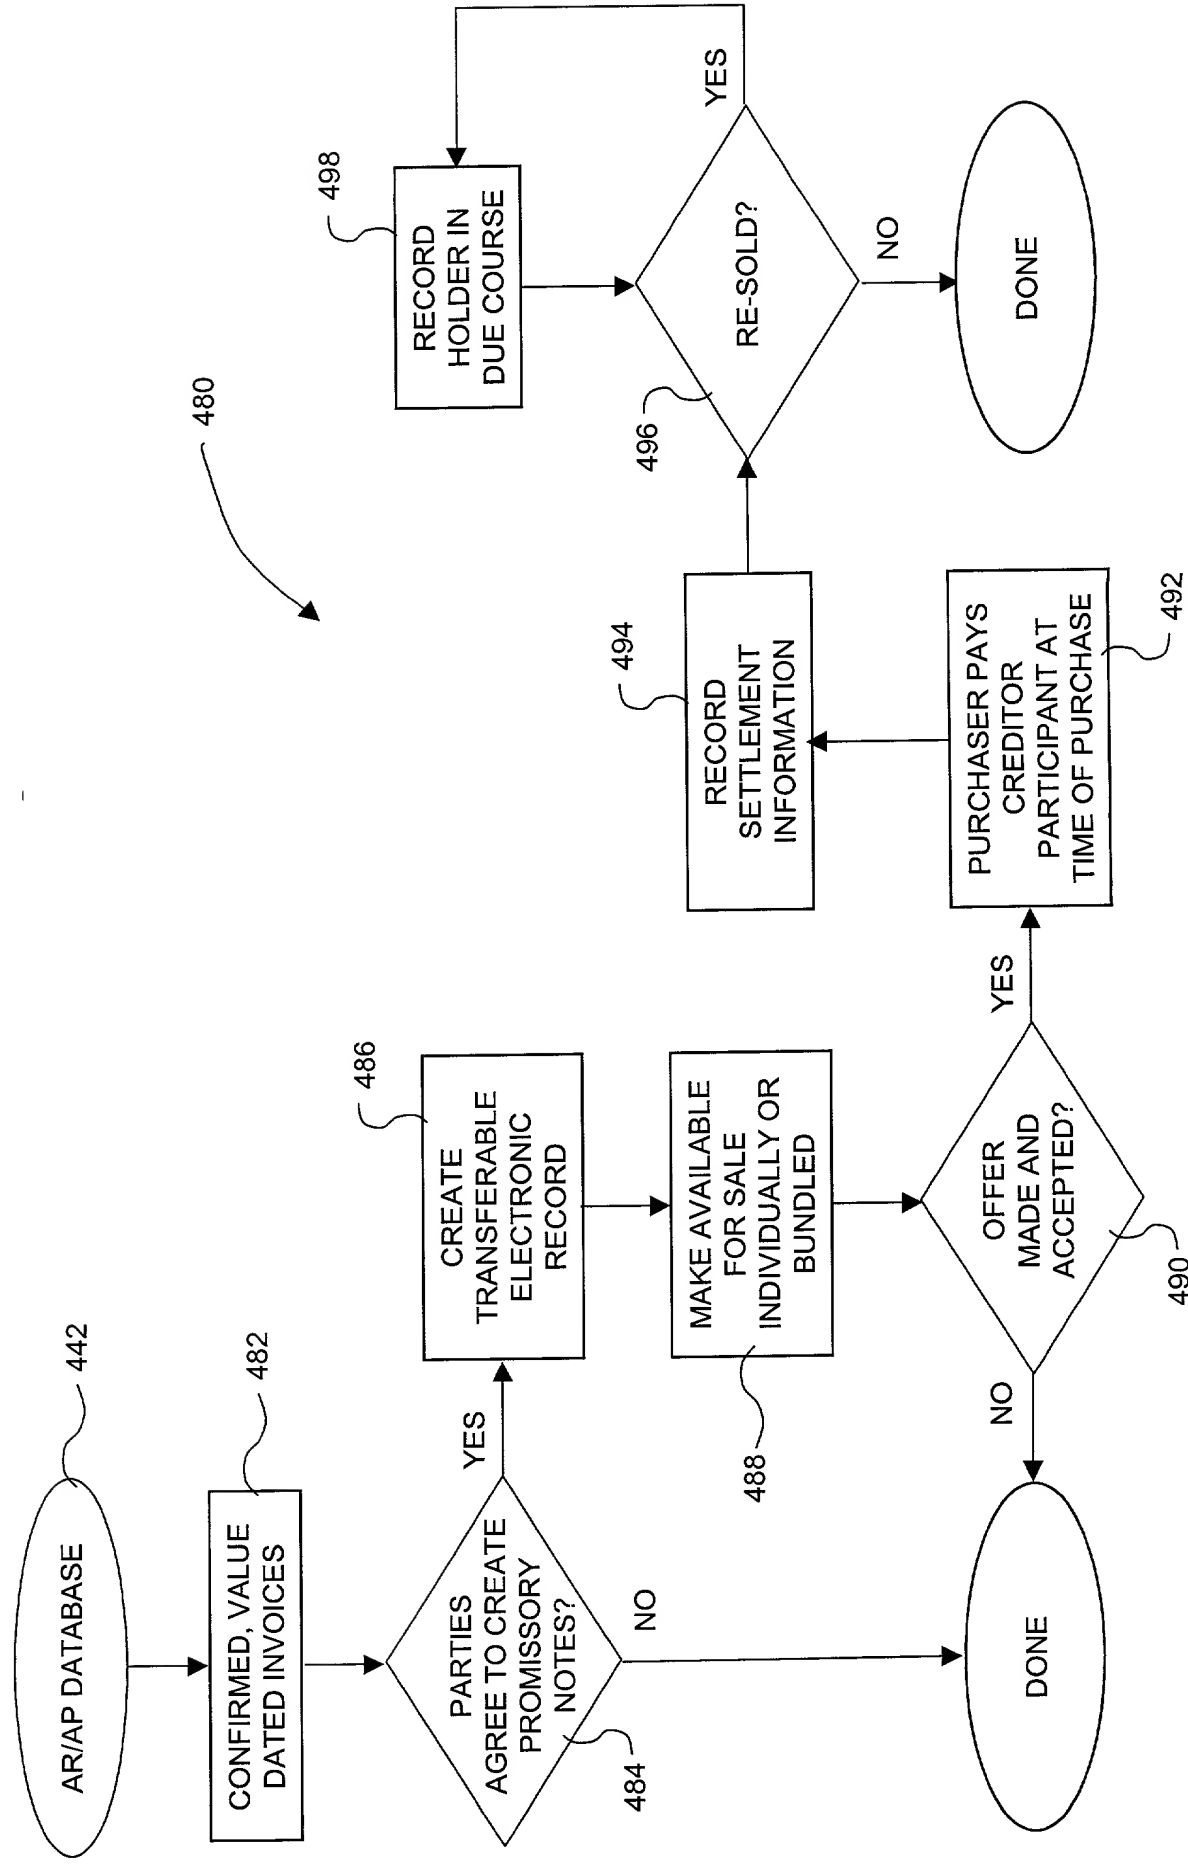 442
AR/AP DATABASE
482
CONFIRMED, VALUE
DATED INVOICES
484
PARTIES
AGREE TO CREATE
PROMISSORY
NOTES?
YES
NO
486
CREATE
TRANSFERABLE
ELECTRONIC
RECORD
488
MAKE AVAILABLE
FOR SALE
INDIVIDUALLY OR
BUNDLED
490
OFFER
MADE AND
ACCEPTED?
NO
YES
DONE
492
PURCHASER PAYS
CREDITOR
PARTICIPANT AT
TIME OF PURCHASE
494
RECORD
SETTLEMENT
INFORMATION
480
496
RE-SOLD?
YES
NO
498
RECORD
HOLDER IN
DUE COURSE
DONE